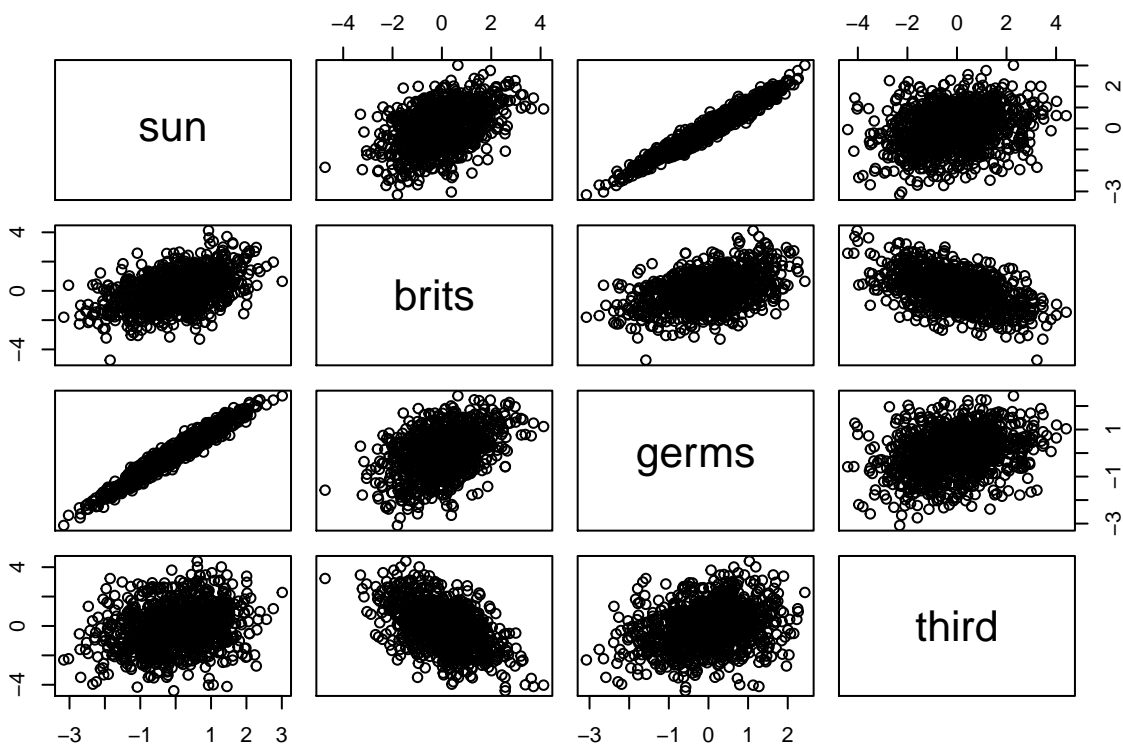 −4 −2 0 2 4 −4 −2 0 2 4
sun
−3 0 2
4 0 −4
brits
germs
−3 −1 1
4 0 −4
third
−3 −1 1 2 3 −3 −1 0 1 2